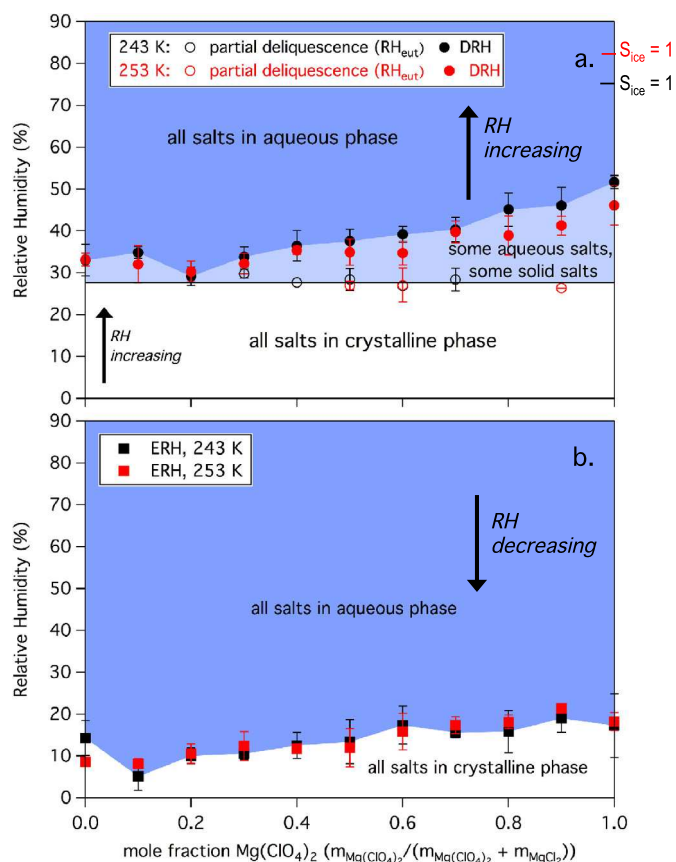 90
80
70
60
50
40
30
20
10
0
Relative Humidity (%)
243 K: partial deliquescence (RHeut) DRH
253 K: partial deliquescence (RHeut) DRH
a.
Sice = 1
Sice = 1
all salts in aqueous phase
RH
increasing
some aqueous salts,
some solid salts
all salts in crystalline phase
RH
increasing
90
80
70
60
50
40
30
20
10
0
Relative Humidity (%)
ERH, 243 K
ERH, 253 K
b.
RH
decreasing
all salts in aqueous phase
all salts in crystalline phase
0.0 0.2 0.4 0.6 0.8 1.0
mole fraction Mg(ClO4)2 (mMg(ClO4)2/(mMg(ClO4)2 + mMgCl2))